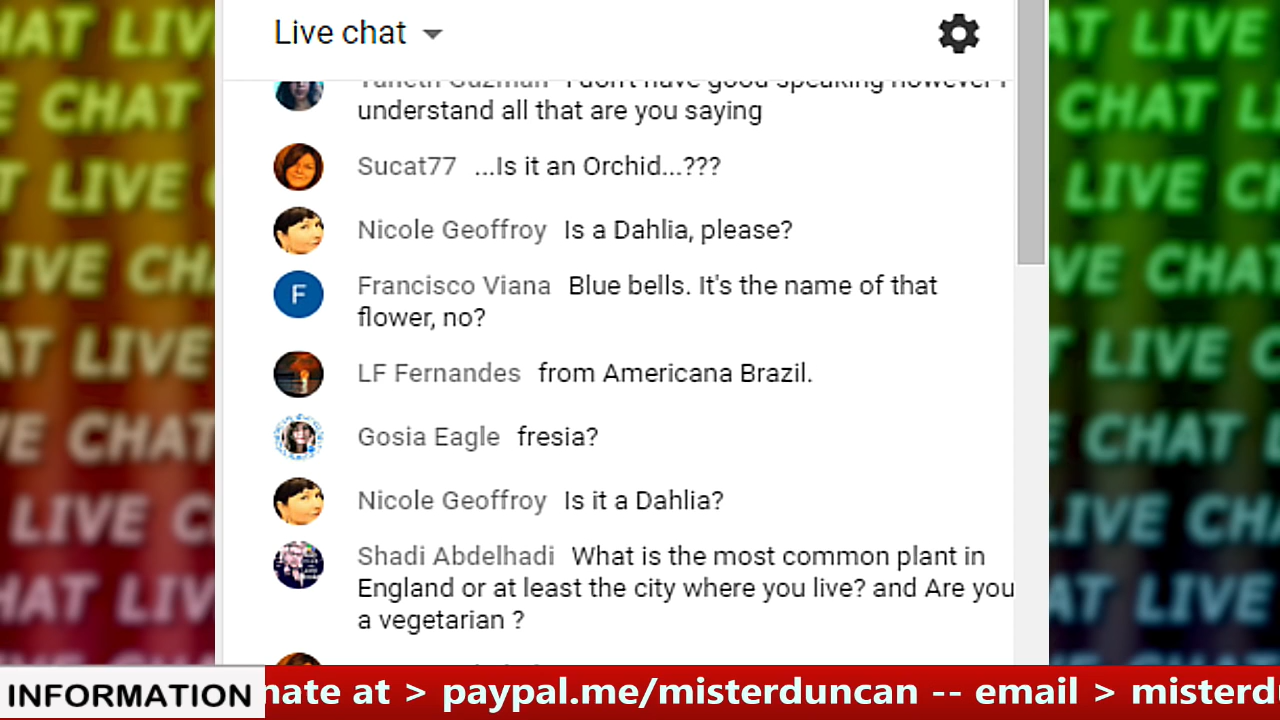 Live chat
understand all that are you saying
Sucat77 ...Is it an Orchid...???
Nicole Geoffroy Is a Dahlia, please?
Francisco Viana Blue bells. It's the name of that
flower, no?
LF Fernandes from Americana Brazil.
Gosia Eagle fresia?
Nicole Geoffroy Is it a Dahlia?
Shadi Abdelhadi What is the most common plant in
England or at least the city where you live? and Are you
a vegetarian ?
INFORMATION nate at > paypal.me/misterduncan -- email > misterd